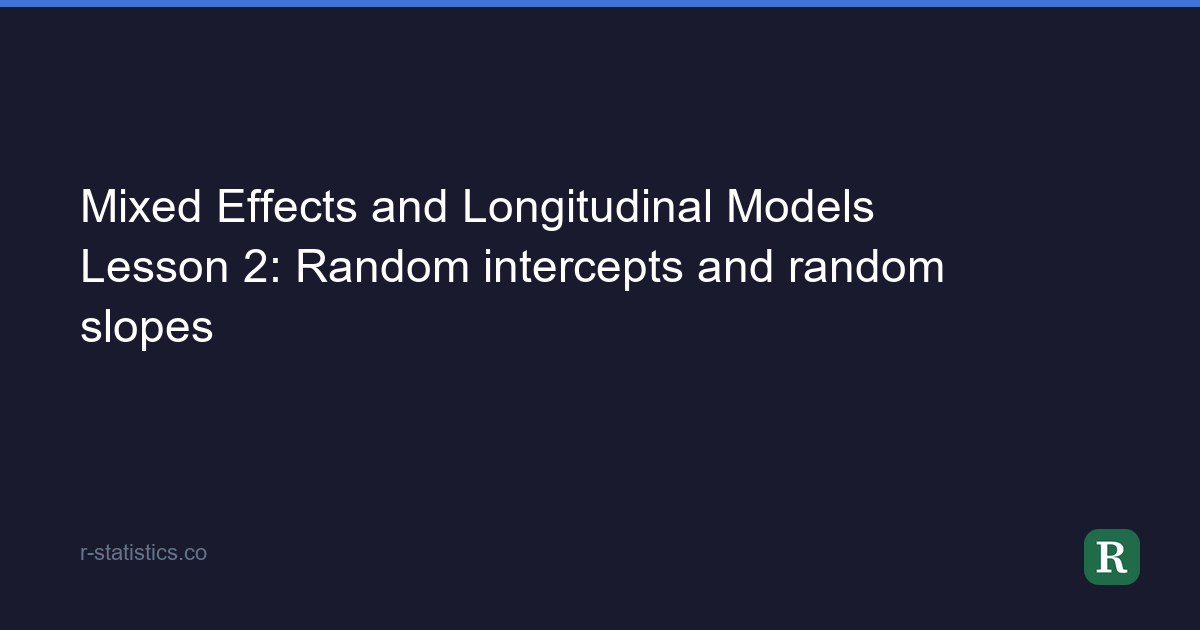 Mixed Effects and Longitudinal Models
Lesson 2: Random intercepts and random
slopes
r-statistics.co
R